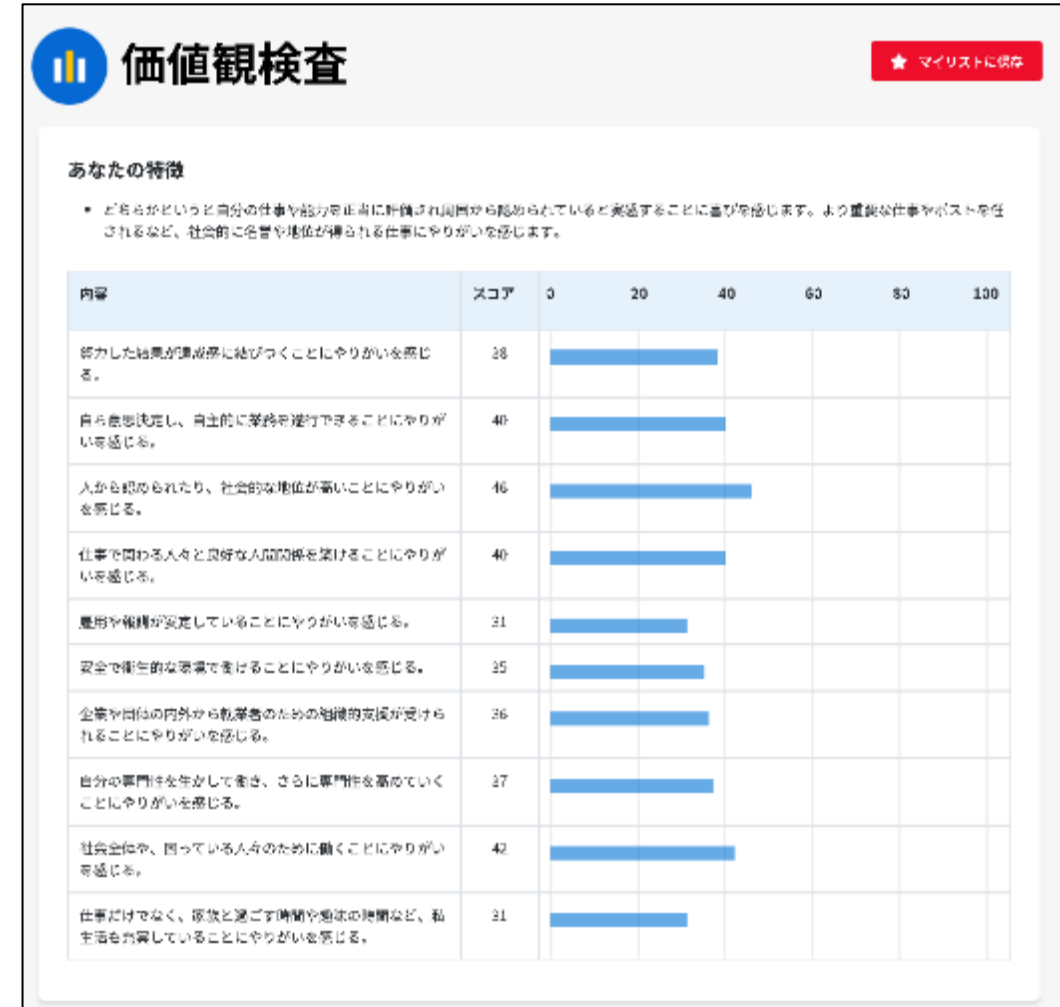 価値観検査
マイリストに保存
あなたの特徴
• どちらかというと自分の仕事や能力を正当に評価され周囲から認められていると実感することに喜びを感じます。より重要な仕事やポストを任
されるなど、社会的に名誉や地位が得られる仕事にやりがいを感じます。
内容 スコア 0 20 40 60 80 100
努力した結果が達成感に結びつくことにやりがいを感じ
る。
38
自ら意思決定し、自主的に業務を遂行できることにやりが
いを感じる。
40
人から認められたり、社会的な地位が高いことにやりがい
を感じる。
46
仕事で関わる人々と良好な人間関係を築けることにやりが
いを感じる。
40
雇用や報酬が安定していることにやりがいを感じる。 31
安全で衛生的な環境で働けることにやりがいを感じる。 35
企業や団体の内外から就業者のための組織的支援が受けら
れることにやりがいを感じる。
36
自分の専門性を生かして働き、さらに専門性を高めていく
ことにやりがいを感じる。
37
社会全体や、困っている人々のために働くことにやりがい
を感じる。
42
仕事だけでなく、家族と過ごす時間や趣味の時間など、私
生活も充実していることにやりがいを感じる。
31